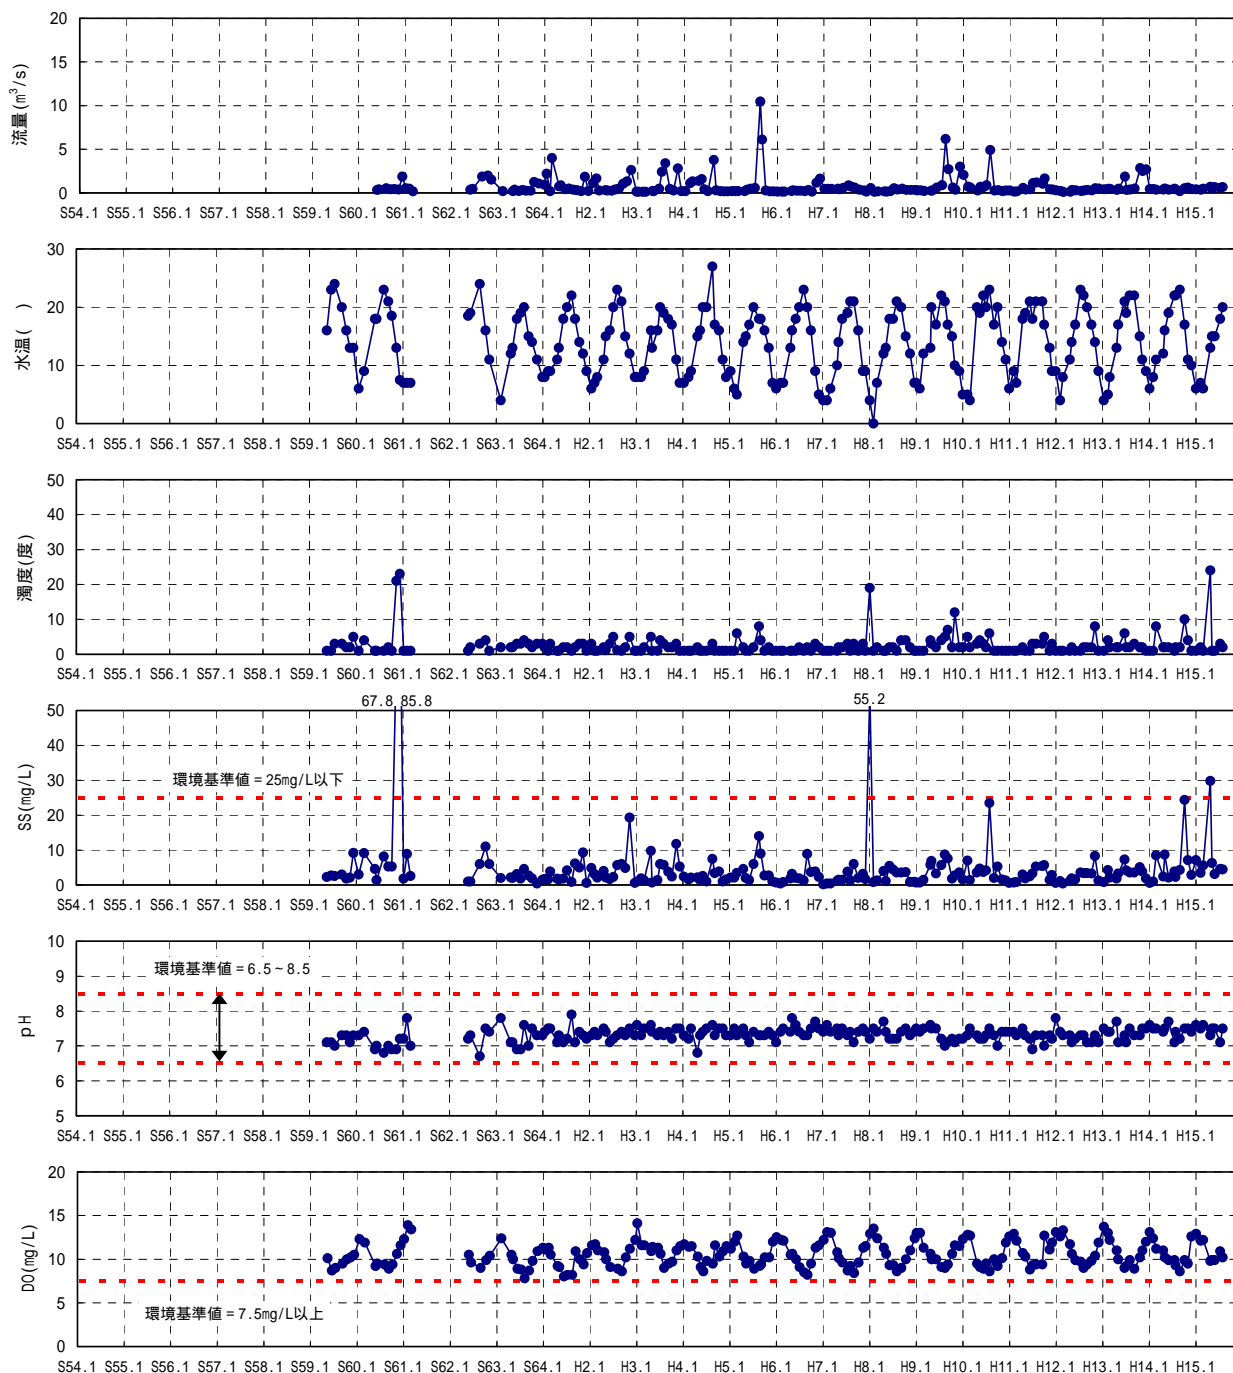 流量(m³/s)
20
15
10
5
0
S54.1 S55.1 S56.1 S57.1 S58.1 S59.1 S60.1 S61.1 S62.1 S63.1 S64.1 H2.1 H3.1 H4.1 H5.1 H6.1 H7.1 H8.1 H9.1 H10.1 H11.1 H12.1 H13.1 H14.1 H15.1
水温( )
30
20
10
0
S54.1 S55.1 S56.1 S57.1 S58.1 S59.1 S60.1 S61.1 S62.1 S63.1 S64.1 H2.1 H3.1 H4.1 H5.1 H6.1 H7.1 H8.1 H9.1 H10.1 H11.1 H12.1 H13.1 H14.1 H15.1
濁度(度)
50
40
30
20
10
0
S54.1 S55.1 S56.1 S57.1 S58.1 S59.1 S60.1 S61.1 S62.1 S63.1 S64.1 H2.1 H3.1 H4.1 H5.1 H6.1 H7.1 H8.1 H9.1 H10.1 H11.1 H12.1 H13.1 H14.1 H15.1
67.8 85.8 55.2
SS(mg/L)
50
40
30
20
10
0
環境基準値=25mg/L以下
S54.1 S55.1 S56.1 S57.1 S58.1 S59.1 S60.1 S61.1 S62.1 S63.1 S64.1 H2.1 H3.1 H4.1 H5.1 H6.1 H7.1 H8.1 H9.1 H10.1 H11.1 H12.1 H13.1 H14.1 H15.1
pH
10
9
8
7
6
5
環境基準値=6.5~8.5
S54.1 S55.1 S56.1 S57.1 S58.1 S59.1 S60.1 S61.1 S62.1 S63.1 S64.1 H2.1 H3.1 H4.1 H5.1 H6.1 H7.1 H8.1 H9.1 H10.1 H11.1 H12.1 H13.1 H14.1 H15.1
DO(mg/L)
20
15
10
5
0
環境基準値=7.5mg/L以上
S54.1 S55.1 S56.1 S57.1 S58.1 S59.1 S60.1 S61.1 S62.1 S63.1 S64.1 H2.1 H3.1 H4.1 H5.1 H6.1 H7.1 H8.1 H9.1 H10.1 H11.1 H12.1 H13.1 H14.1 H15.1